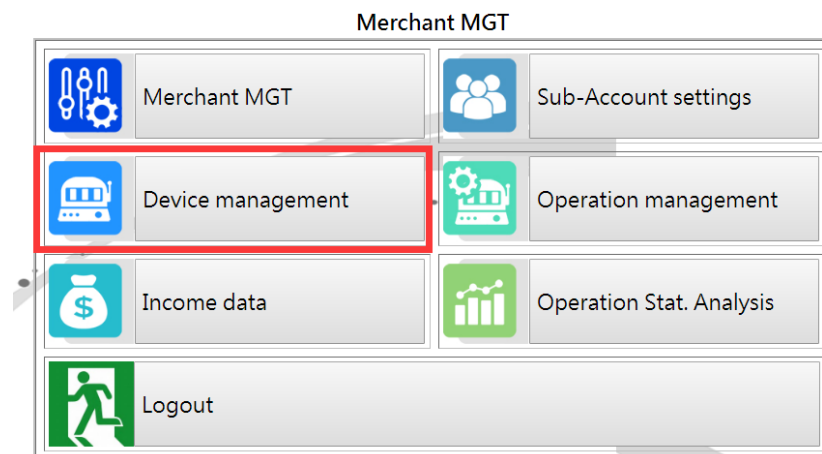 Merchant MGT
Merchant MGT
Sub-Account settings
Device management
Operation management
Income data
Operation Stat. Analysis
Logout